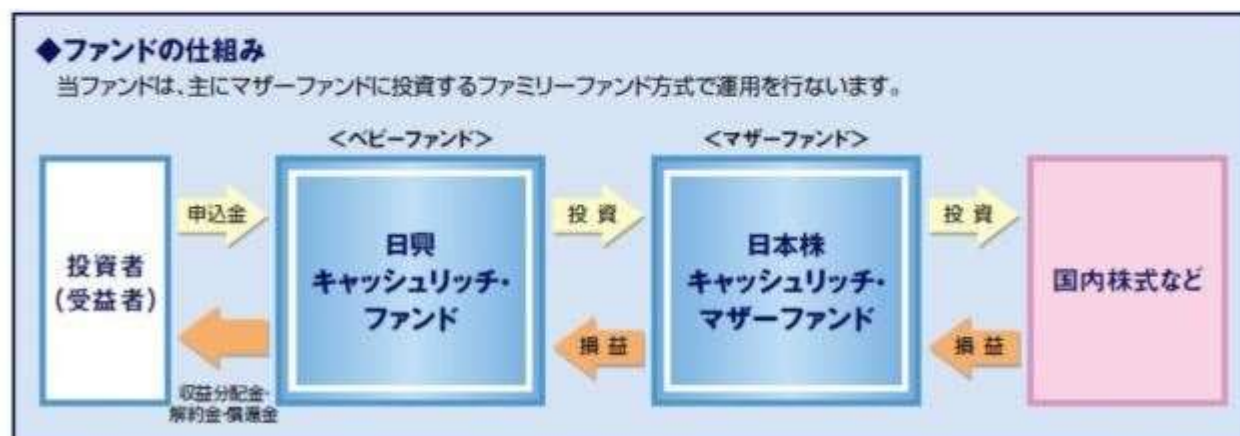 ◆ファンドの仕組み
当ファンドは、主にマザーファンドに投資するファミリーファンド方式で運用を行ないます。
<ベビーファンド>
<マザーファンド>
投資者
(受益者)
申込金
収益分配金・
解約金・償還金
日興
キャッシュリッチ・
ファンド
投資
損益
日本株
キャッシュリッチ・
マザーファンド
投資
損益
国内株式など